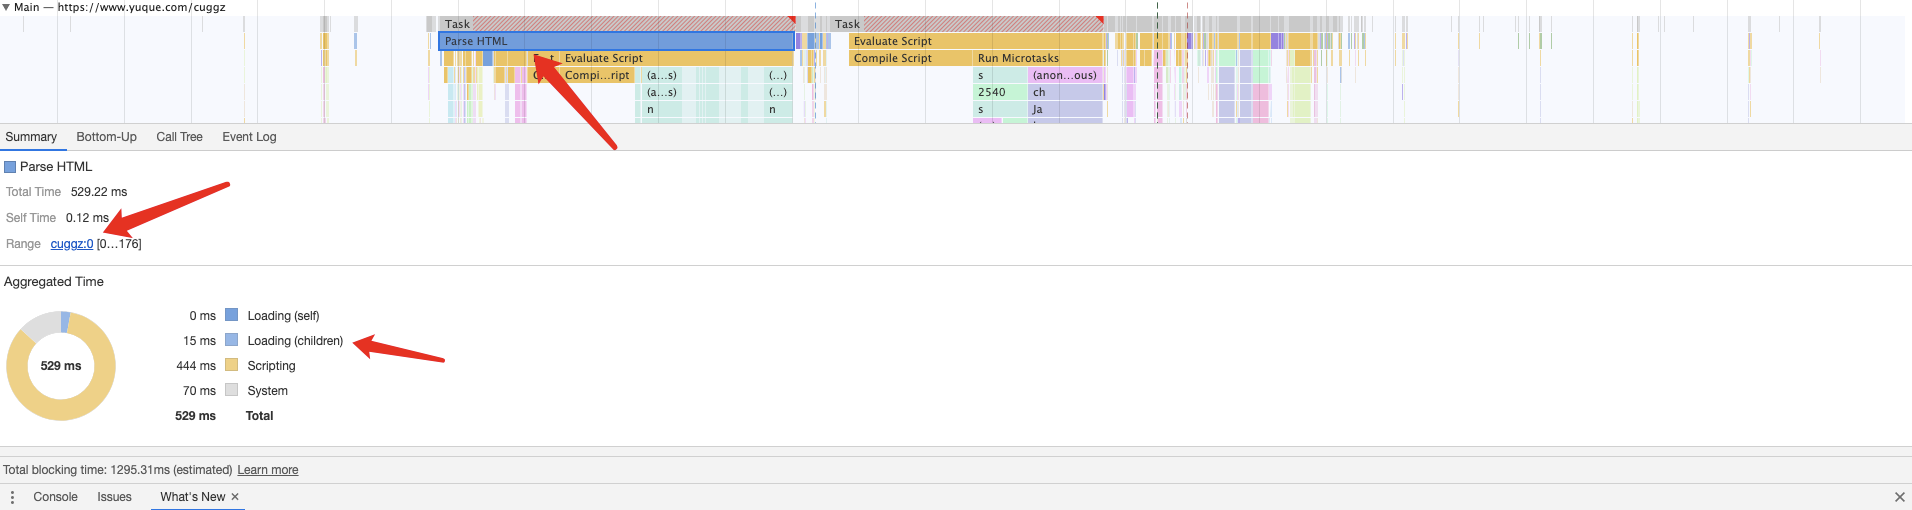 Main — https://www.yuque.com/cuggz
Task
Task
Parse HTML
Evaluate Script
Evaluate Script
Compile Script
Run Microtasks
Compi...ript
(a...s)
(...)
s
(anon...ous)
(a...s)
(...)
2540
ch
n
n
s
Ja
Summary
Bottom-Up
Call Tree
Event Log
Parse HTML
Total Time 529.22 ms
Self Time 0.12 ms
Range cuggz:0 [0...176]
Aggregated Time
529 ms
0 ms Loading (self)
15 ms Loading (children)
444 ms Scripting
70 ms System
529 ms Total
Total blocking time: 1295.31ms (estimated) Learn more
Console
Issues
What's New ×